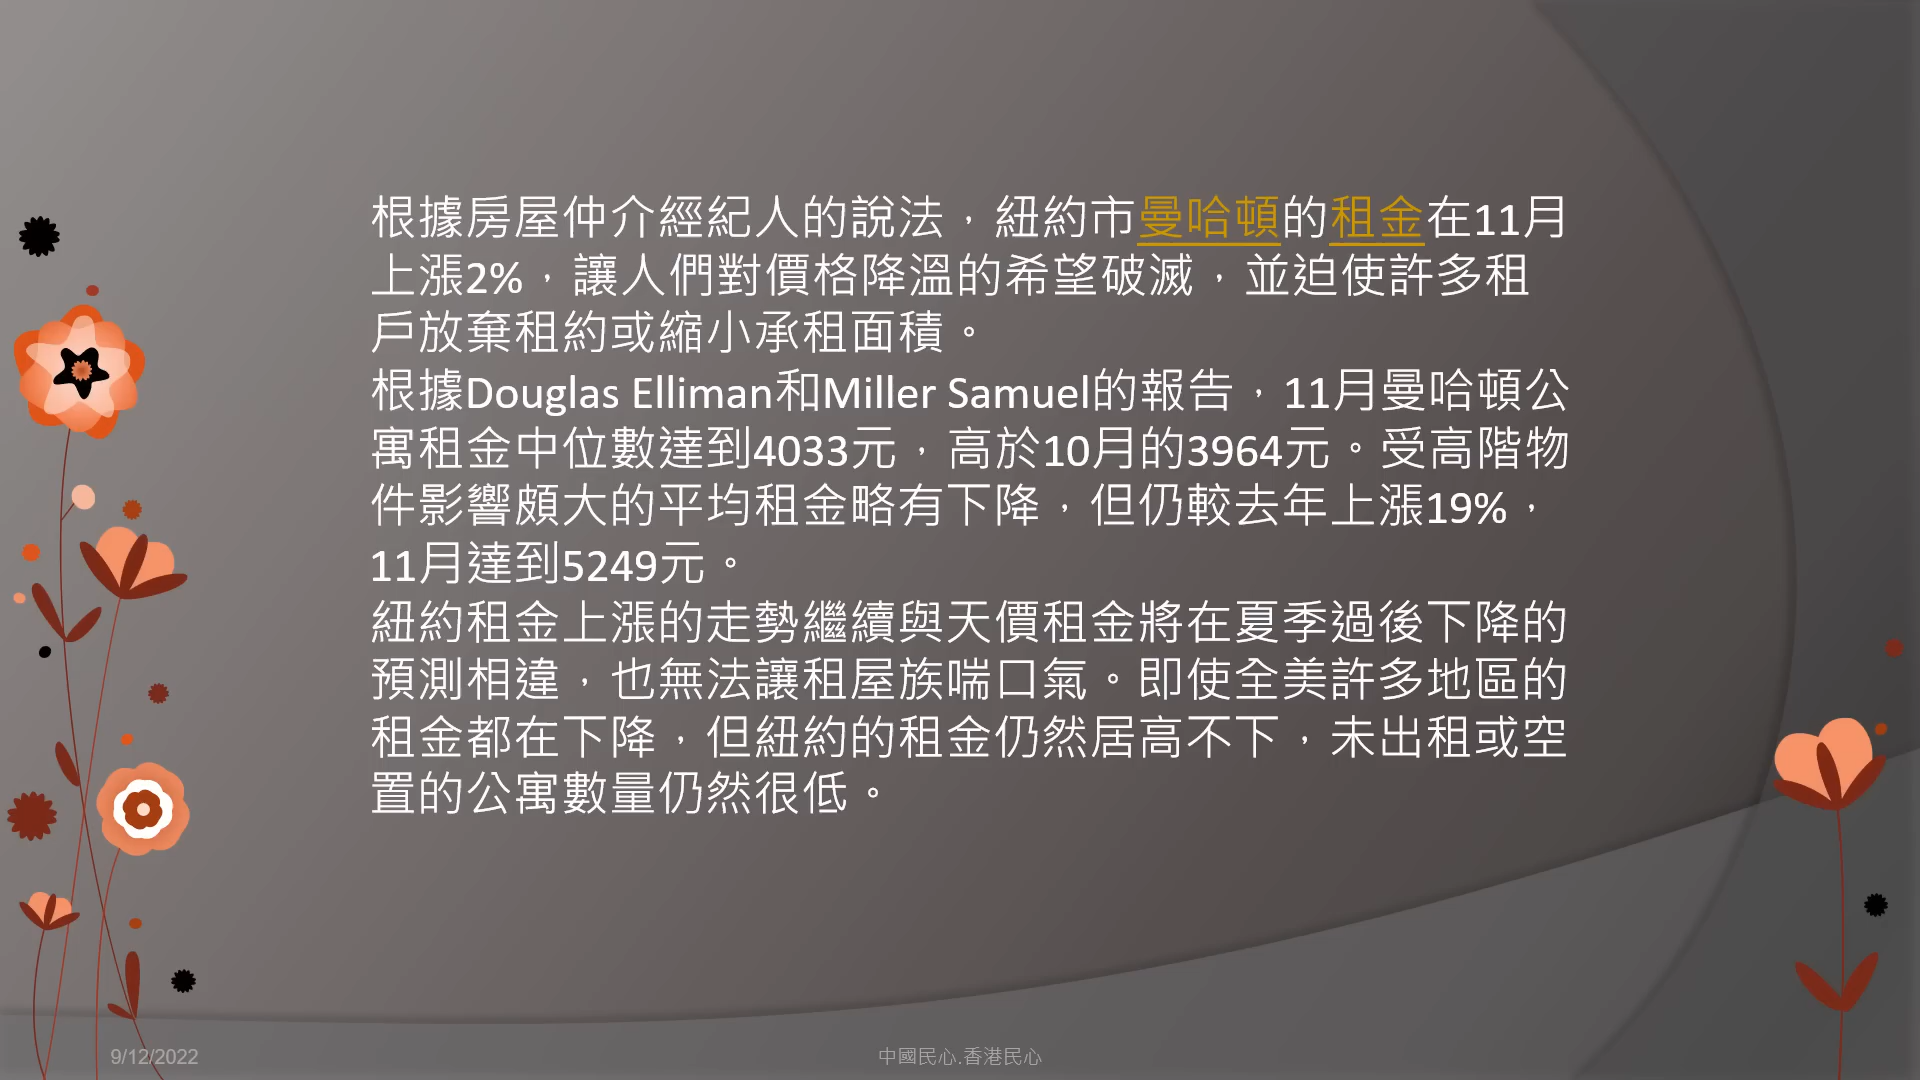 根據房屋仲介經紀人的說法，紐約市曼哈頓的租金在11月
上漲2%，讓人們對價格降溫的希望破滅，並迫使許多租
戶放棄租約或縮小承租面積。
根據Douglas Elliman和Miller Samuel的報告，11月曼哈頓公
寓租金中位數達到4033元，高於10月的3964元。受高階物
件影響頗大的平均租金略有下降，但仍較去年上漲19%，
11月達到5249元。
紐約租金上漲的走勢繼續與天價租金將在夏季過後下降的
預測相違，也無法讓租屋族喘口氣。即使全美許多地區的
租金都在下降，但紐約的租金仍然居高不下，未出租或空
置的公寓數量仍然很低。
9/12/2022
中國民心.香港民心